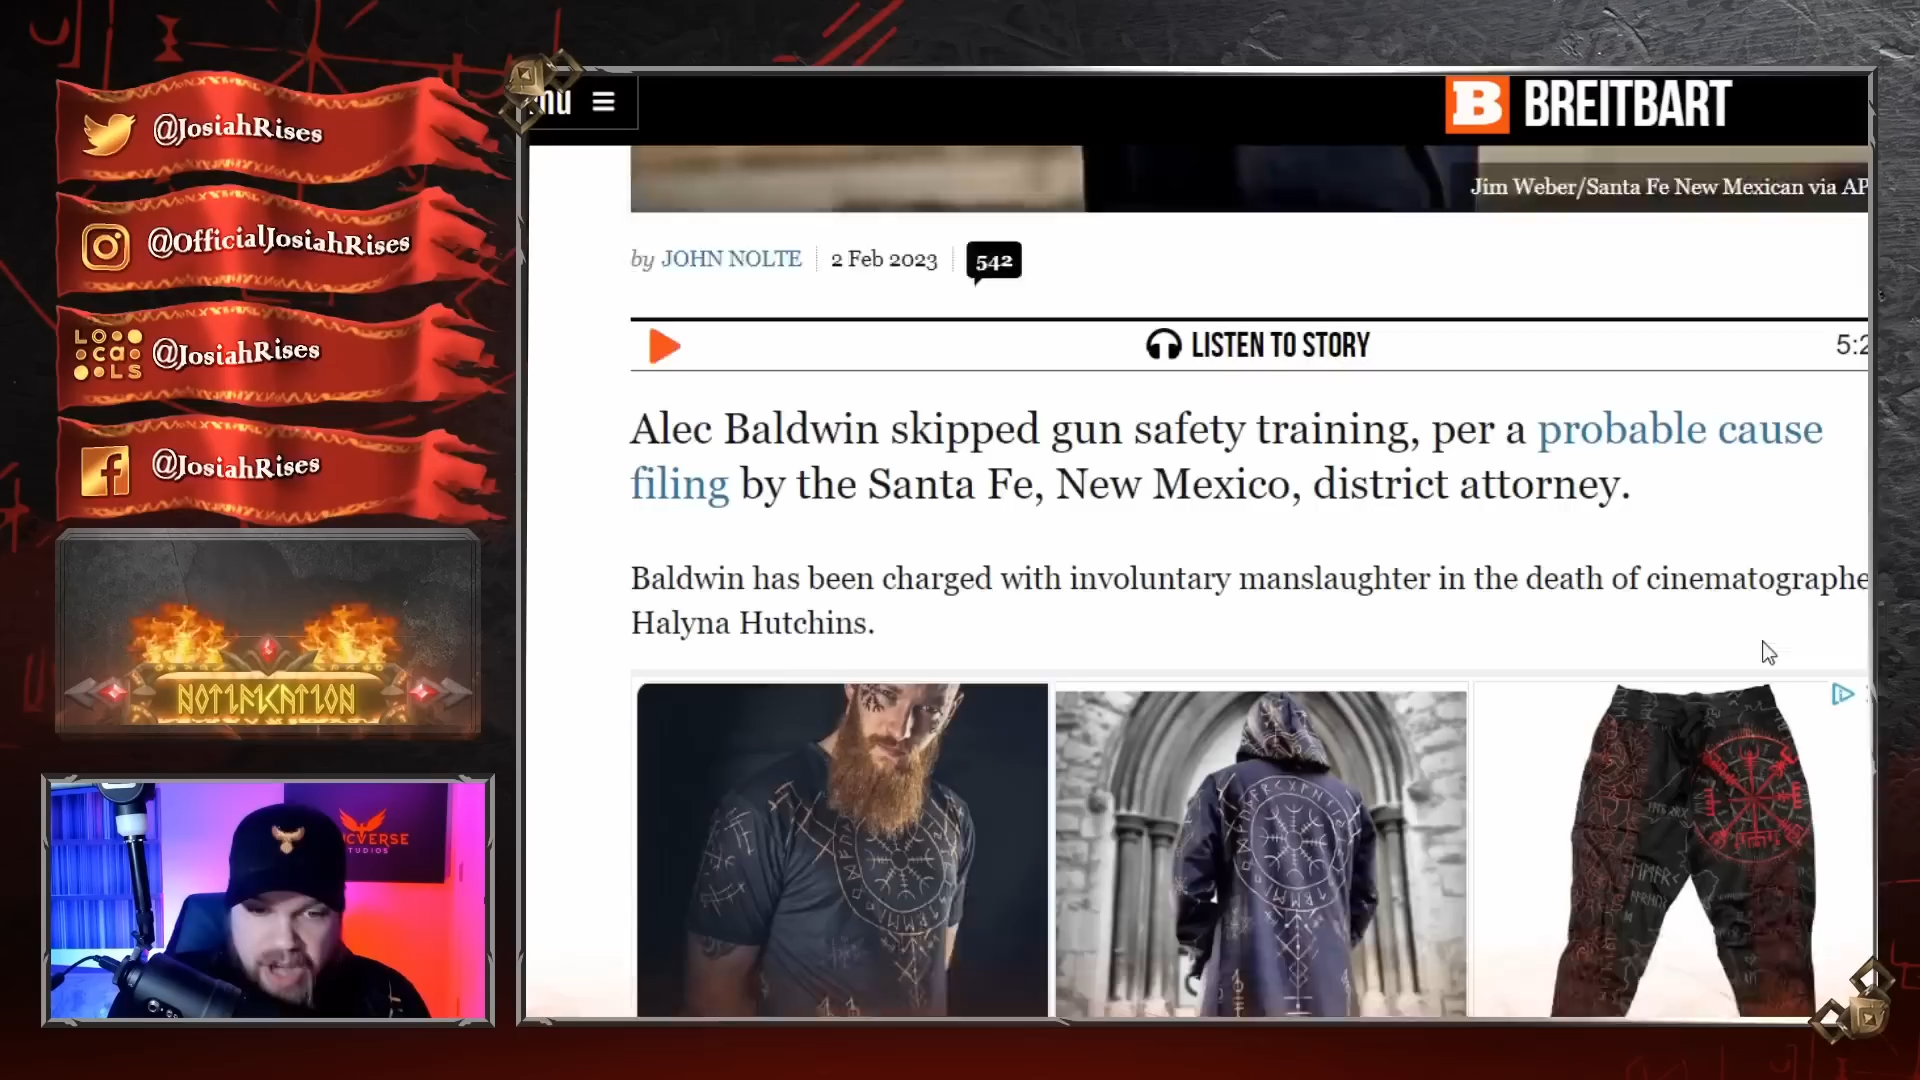 @JosiahRises
@OfficialJosiahRises
LOcaLS
@JosiahRises
@JosiahRises
NOTIFICATION
BREITBART
Jim Weber/Santa Fe New Mexican via AP
by JOHN NOLTE
2 Feb 2023
542
LISTEN TO STORY
5:2
Alec Baldwin skipped gun safety training, per a probable cause
filing by the Santa Fe, New Mexico, district attorney.
Baldwin has been charged with involuntary manslaughter in the death of cinematographe
Halyna Hutchins.